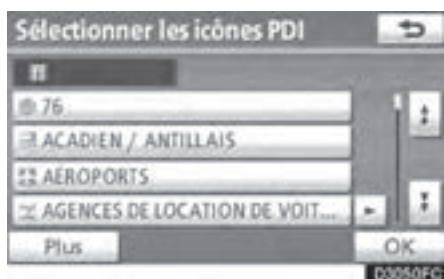 Sélectionner les icônes PDI
76
ACADIEN / ANTILLAIS
AÉROPORTS
AGENCES DE LOCATION DE VOIT...
Plus
OK
D3050FC